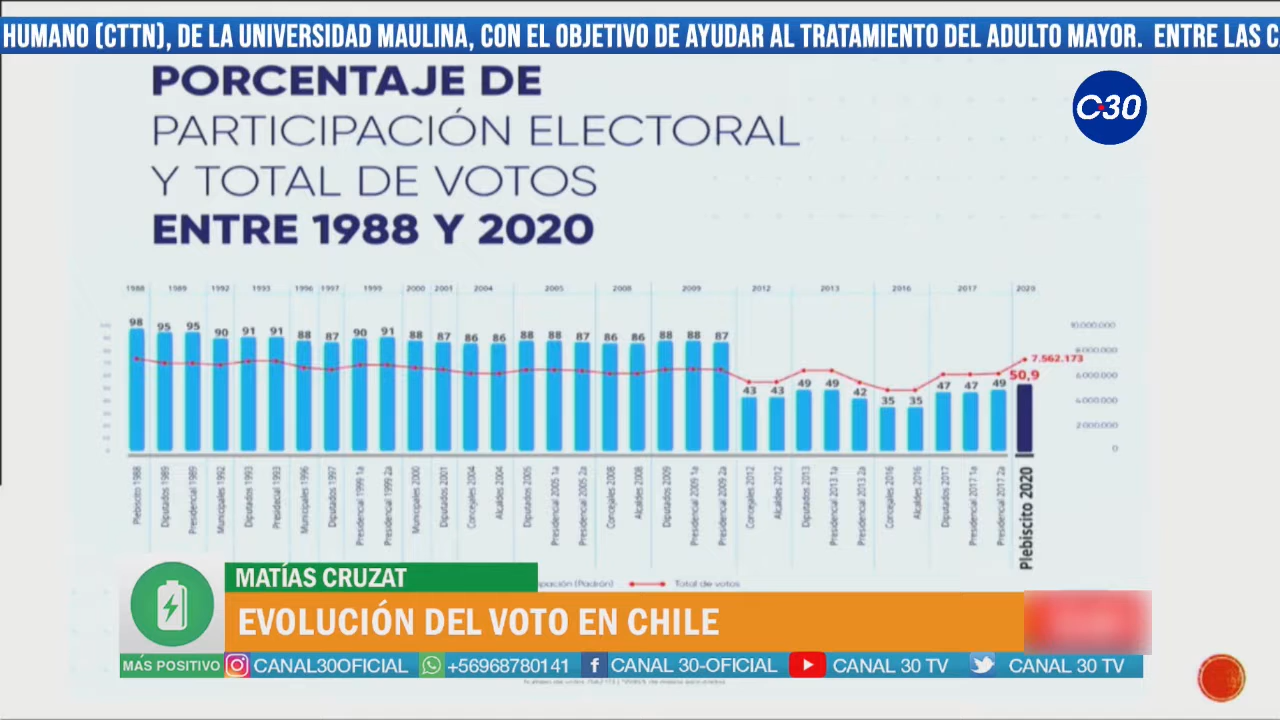 HUMANO (CTTN), DE LA UNIVERSIDAD MAULINA, CON EL OBJETIVO DE AYUDAR AL TRATAMIENTO DEL ADULTO MAYOR. ENTRE LAS C
PORCENTAJE DE
PARTICIPACIÓN ELECTORAL
Y TOTAL DE VOTOS
ENTRE 1988 Y 2020
C30
1988 1989 1992 1993 1996 1997 1999 2000 2001 2004 2005 2008 2009 2012 2013 2016 2017 2020
98 95 95 90 91 91 88 87 90 91 88 87 86 86 88 88 87 86 86 88 88 87 43 43 49 49 42 35 35 47 47 49 50,9
7.562.173
10.000.000
8.000.000
6.000.000
4.000.000
2.000.000
0
Plebiscito 1988
Diputados 1989
Presidencial 1989
Municipales 1992
Diputados 1993
Presidecial 1993
Municipales 1996
Diputados 1997
Presidencial 1999 1a
Presidencial 1999 2a
Municipales 2000
Diputados 2001
Concejales 2004
Alcaldes 2004
Diputados 2005
Presidencial 2005 1a
Presidencial 2005 2a
Concejales 2008
Alcaldes 2008
Diputados 2009
Presidencial 2009 1a
Presidencial 2009 2a
Concejales 2012
Alcaldes 2012
Diputados 2013
Presidencial 2013 1a
Presidencial 2013 2a
Concejales 2016
Alcaldes 2016
Diputados 2017
Presidencial 2017 1a
Presidencial 2017 2a
Plebiscito 2020
(Padrón) Total de votos
MATÍAS CRUZAT
EVOLUCIÓN DEL VOTO EN CHILE
MÁS POSITIVO CANAL30OFICIAL +56968780141 CANAL 30-OFICIAL CANAL 30 TV CANAL 30 TV